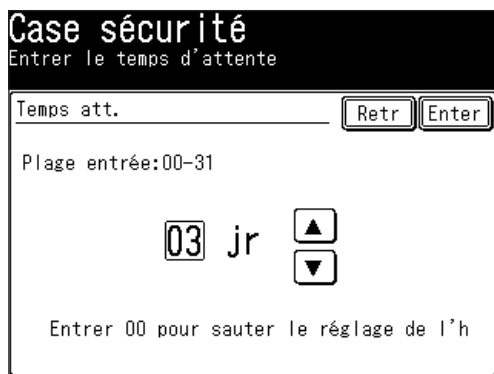 Case sécurité
Entrer le temps d'attente
Temps att.
Retr Enter
Plage entrée:00-31
03 jr
Entrer 00 pour sauter le réglage de l'h